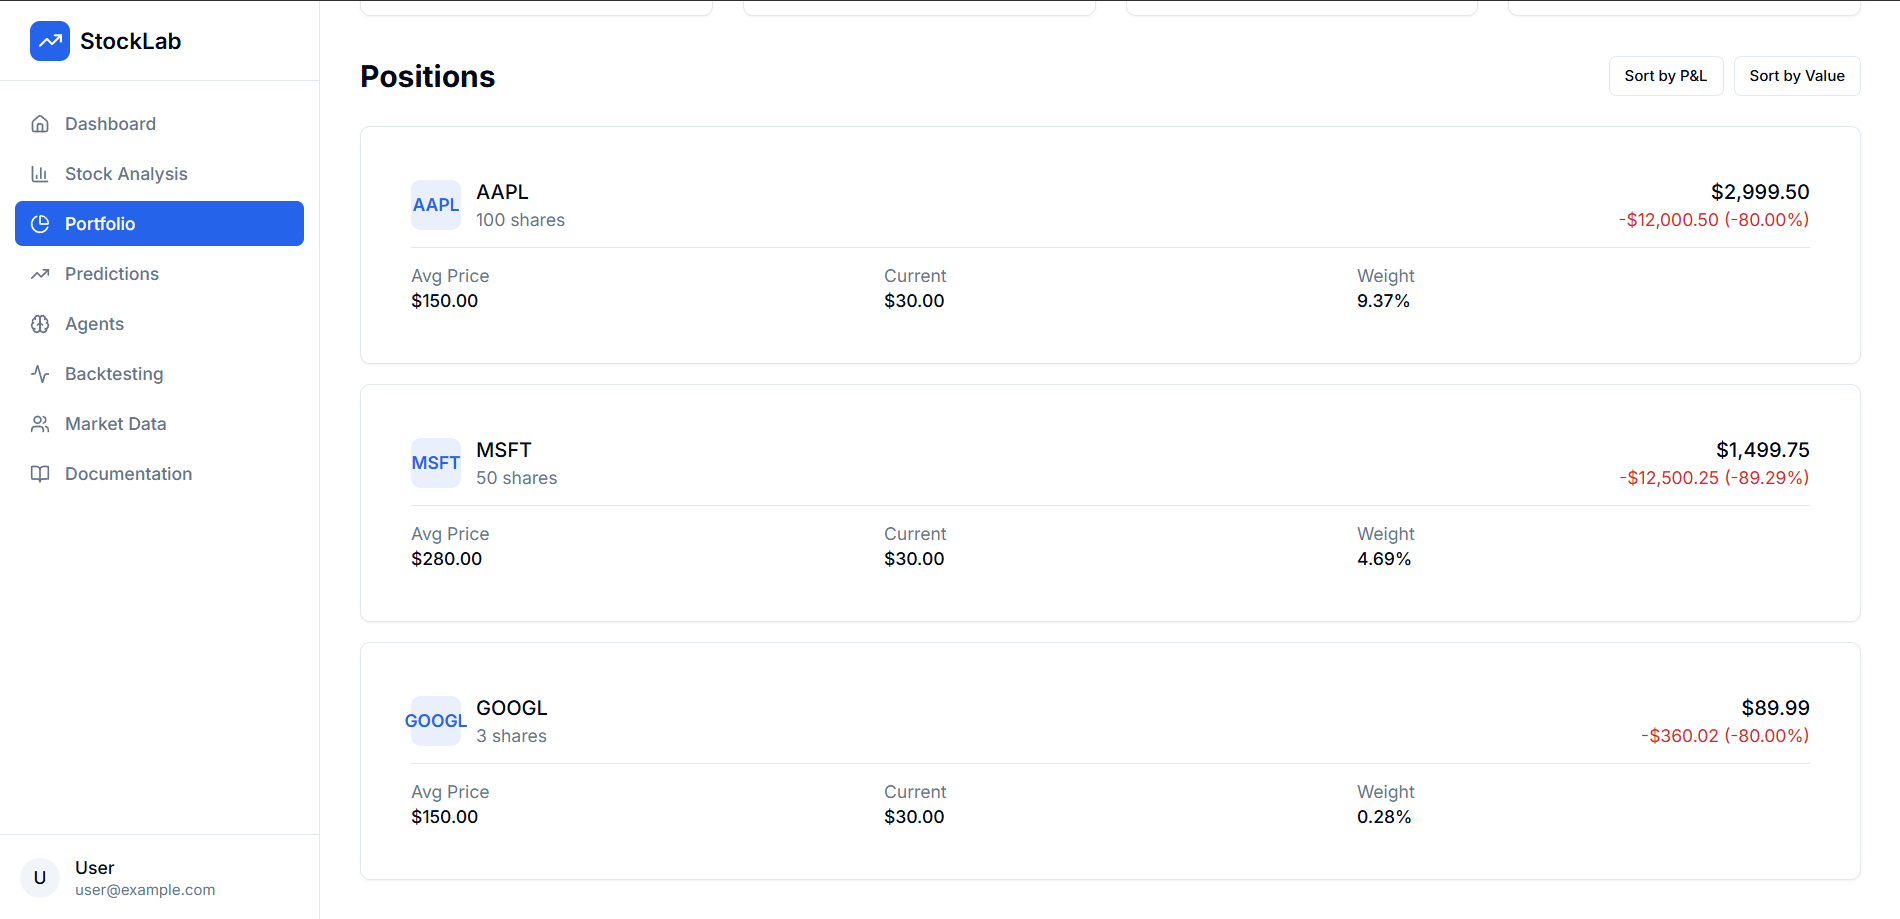 StockLab
Dashboard
Stock Analysis
Portfolio
Predictions
Agents
Backtesting
Market Data
Documentation
U
User
user@example.com
Positions
Sort by P&L
Sort by Value
AAPL
AAPL
100 shares
$2,999.50
-$12,000.50 (-80.00%)
Avg Price
$150.00
Current
$30.00
Weight
9.37%
MSFT
MSFT
50 shares
$1,499.75
-$12,500.25 (-89.29%)
Avg Price
$280.00
Current
$30.00
Weight
4.69%
GOOGL
GOOGL
3 shares
$89.99
-$360.02 (-80.00%)
Avg Price
$150.00
Current
$30.00
Weight
0.28%